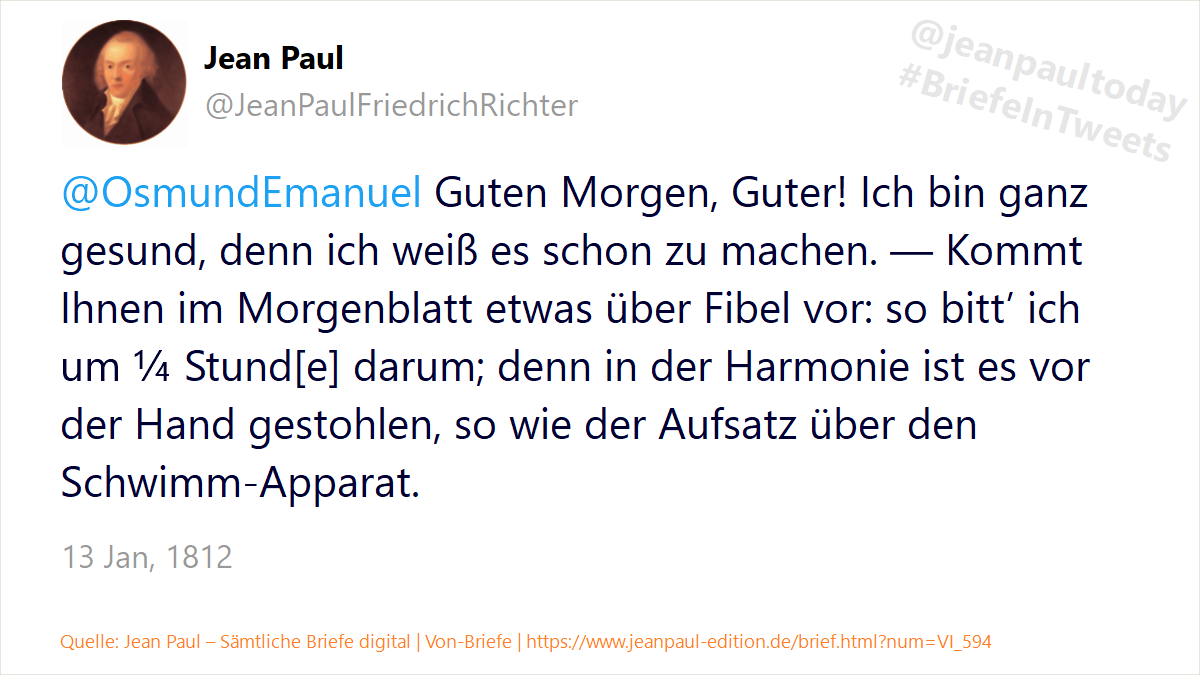 Jean Paul
@JeanPaulFriedrichRichter
@jeanpaultoday
#BriefeInTweets
@OsmundEmanuel Guten Morgen, Guter! Ich bin ganz
gesund, denn ich weiß es schon zu machen. — Kommt
Ihnen im Morgenblatt etwas über Fibel vor: so bitt’ ich
um ¼ Stund[e] darum; denn in der Harmonie ist es vor
der Hand gestohlen, so wie der Aufsatz über den
Schwimm-Apparat.
13 Jan, 1812
Quelle: Jean Paul – Sämtliche Briefe digital | Von-Briefe | https://www.jeanpaul-edition.de/brief.html?num=VI_594